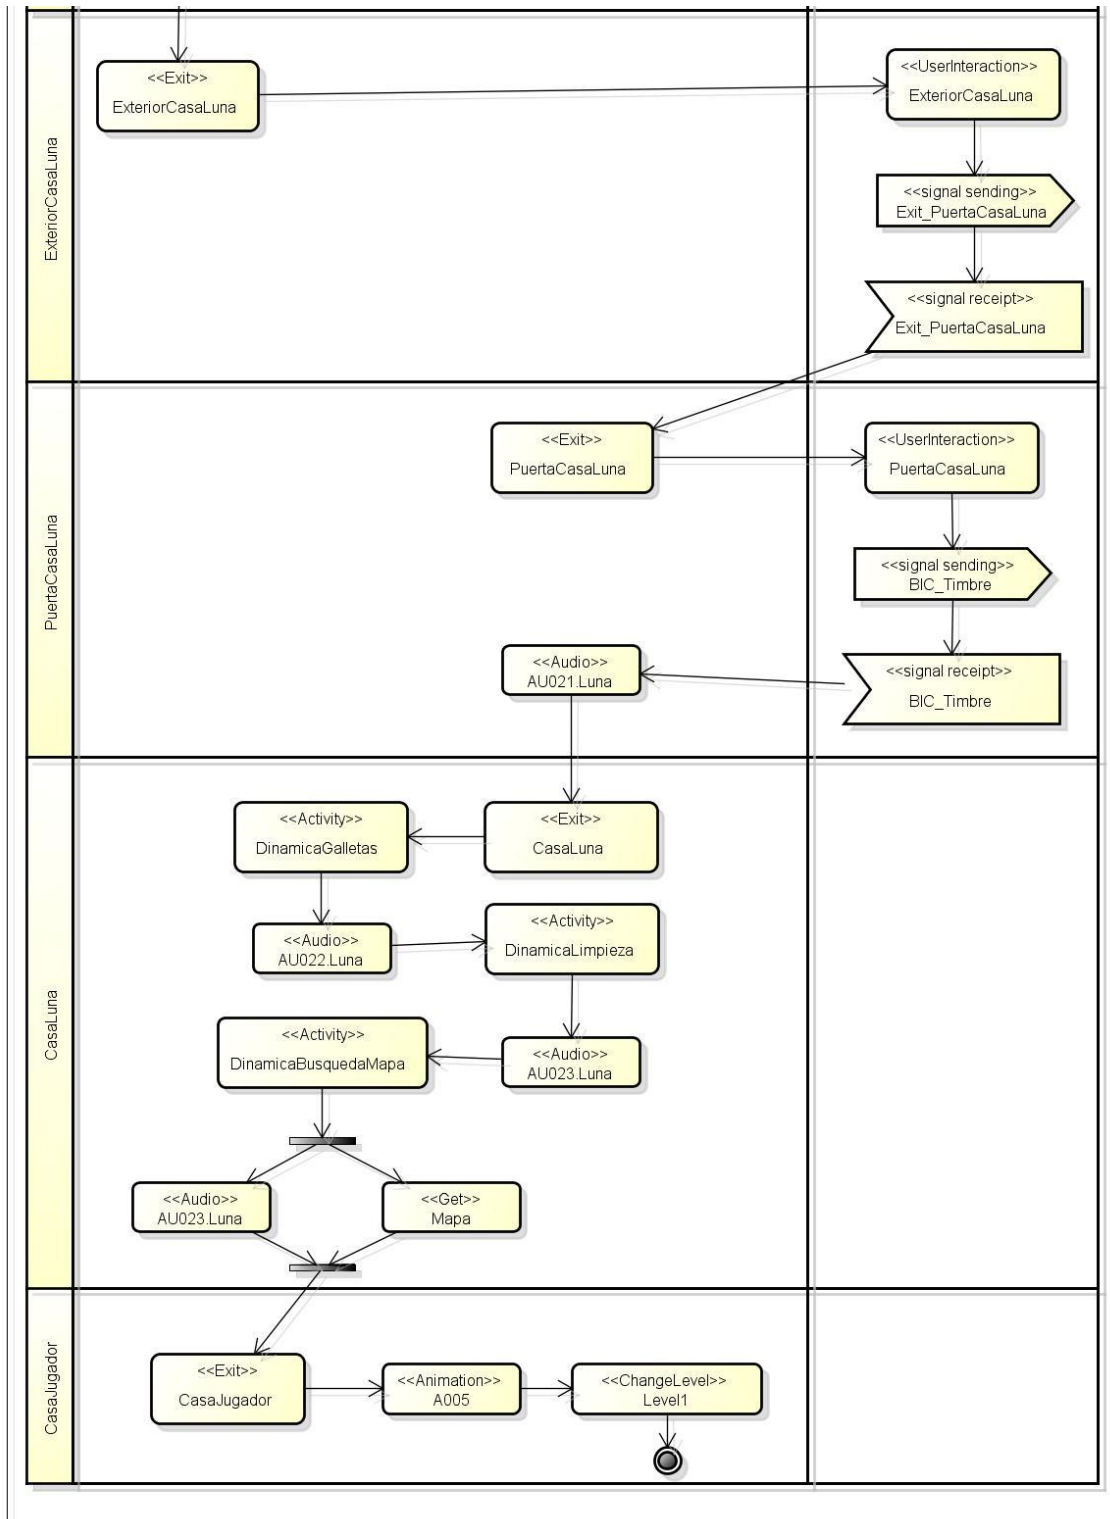 ExteriorCasaLuna
<<Exit>>
ExteriorCasaLuna
<<UserInteraction>>
ExteriorCasaLuna
<<signal sending>>
Exit_PuertaCasaLuna
<<signal receipt>>
Exit_PuertaCasaLuna
PuertaCasaLuna
<<Exit>>
PuertaCasaLuna
<<UserInteraction>>
PuertaCasaLuna
<<signal sending>>
BIC_Timbre
<<Audio>>
AU021.Luna
<<signal receipt>>
BIC_Timbre
CasaLuna
<<Activity>>
DinamicaGalletas
<<Exit>>
CasaLuna
<<Audio>>
AU022.Luna
<<Activity>>
DinamicaLimpieza
<<Activity>>
DinamicaBusquedaMapa
<<Audio>>
AU023.Luna
<<Audio>>
AU023.Luna
<<Get>>
Mapa
CasaJugador
<<Exit>>
CasaJugador
<<Animation>>
A005
<<ChangeLevel>>
Level1